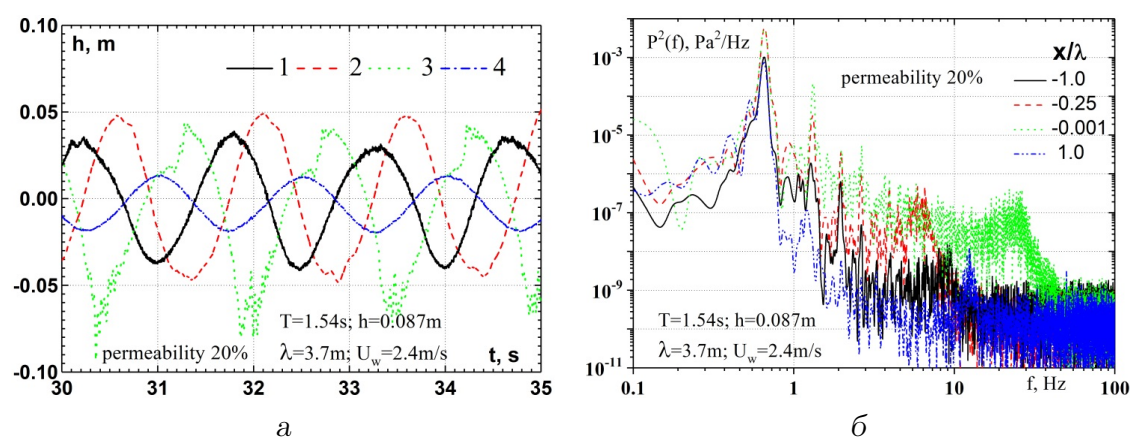 0.10
h, m
1 2 3 4
0.05
0.00
-0.05
T=1.54s; h=0.087m
permeability 20%
λ=3.7m; U_w=2.4m/s
t, s
-0.10
30 31 32 33 34 35
а
P²(f), Pa²/Hz
x/λ
permeability 20%
-1.0
-0.25
-0.001
1.0
10⁻³
10⁻⁵
10⁻⁷
10⁻⁹
10⁻¹¹
T=1.54s; h=0.087m
λ=3.7m; U_w=2.4m/s
f, Hz
0.1 1 10 100
б